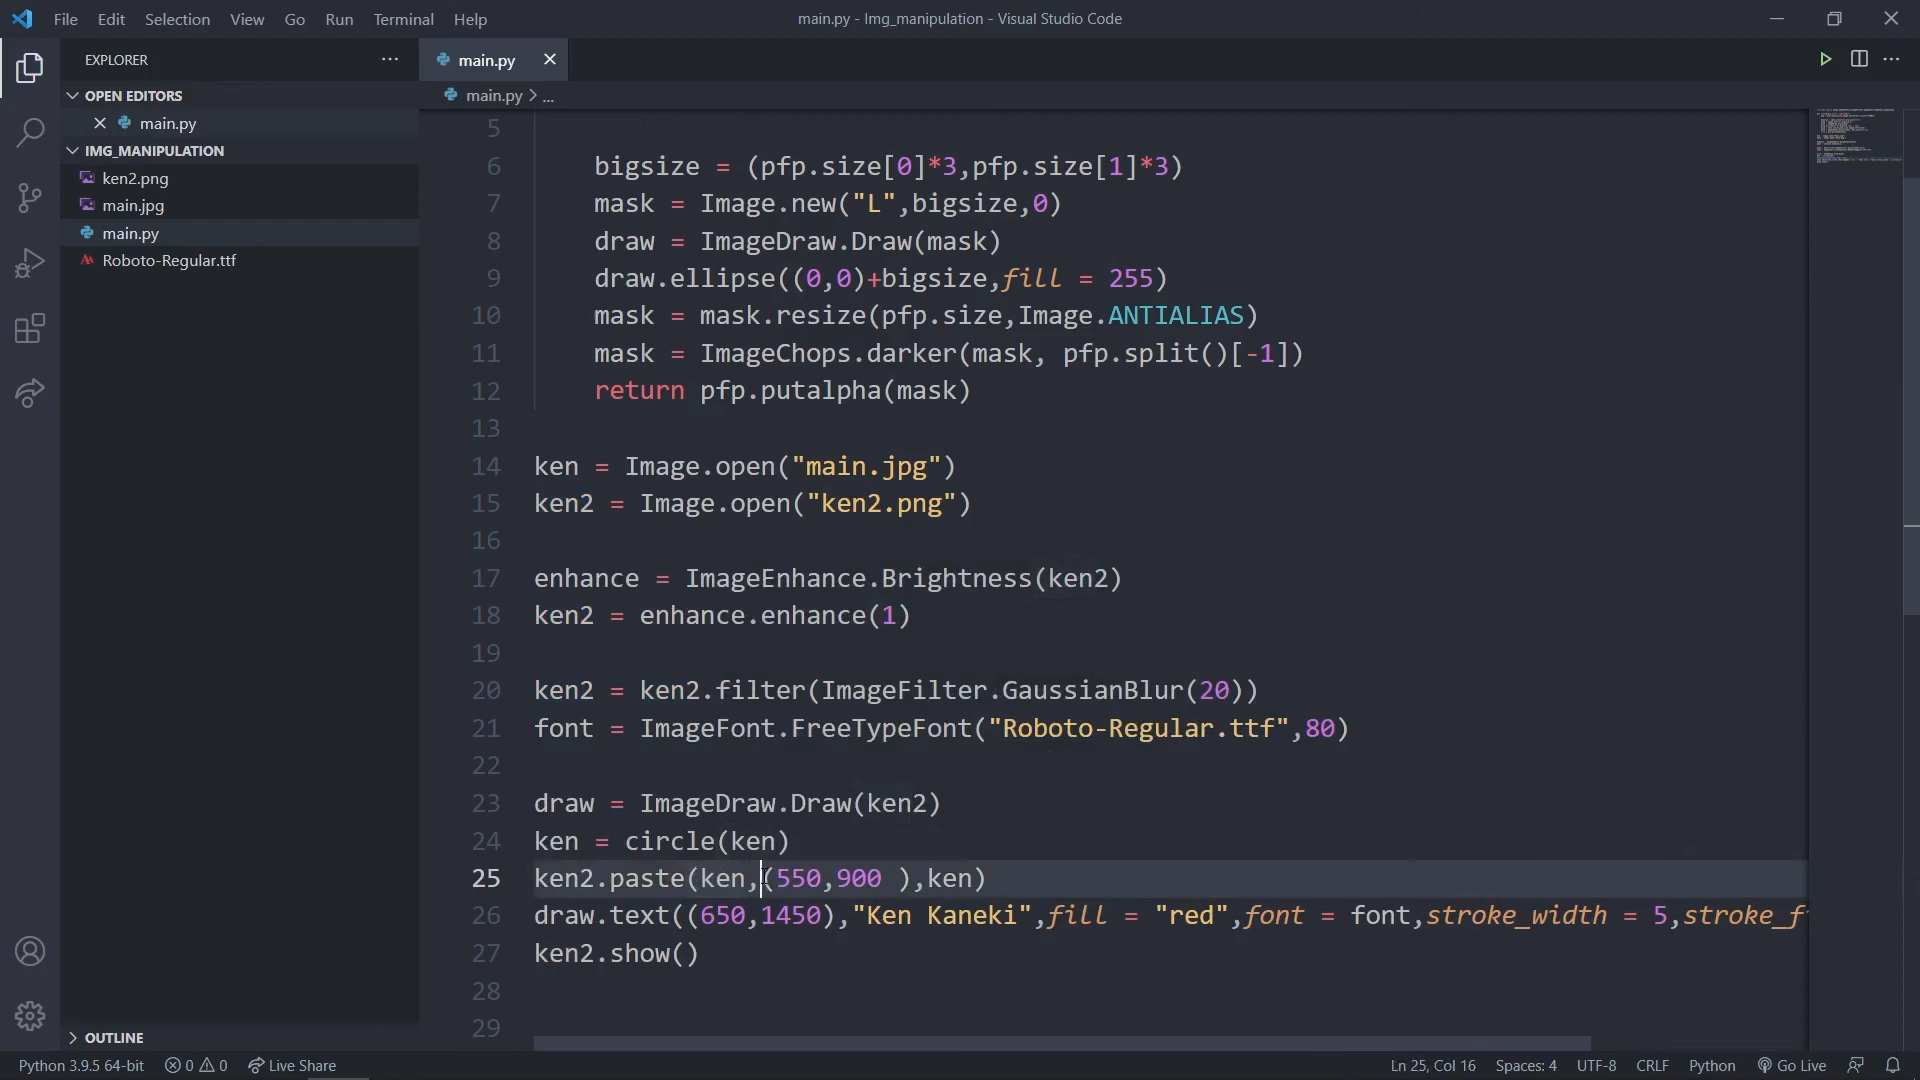 File Edit Selection View Go Run Terminal Help
main.py - Img_manipulation - Visual Studio Code
EXPLORER
main.py
OPEN EDITORS
main.py > ...
main.py
IMG_MANIPULATION
ken2.png
main.jpg
main.py
Roboto-Regular.ttf
5
6 bigsize = (pfp.size[0]*3,pfp.size[1]*3)
7 mask = Image.new("L",bigsize,0)
8 draw = ImageDraw.Draw(mask)
9 draw.ellipse((0,0)+bigsize,fill = 255)
10 mask = mask.resize(pfp.size,Image.ANTIALIAS)
11 mask = ImageChops.darker(mask, pfp.split()[-1])
12 return pfp.putalpha(mask)
13
14 ken = Image.open("main.jpg")
15 ken2 = Image.open("ken2.png")
16
17 enhance = ImageEnhance.Brightness(ken2)
18 ken2 = enhance.enhance(1)
19
20 ken2 = ken2.filter(ImageFilter.GaussianBlur(20))
21 font = ImageFont.FreeTypeFont("Roboto-Regular.ttf",80)
22
23 draw = ImageDraw.Draw(ken2)
24 ken = circle(ken)
25 ken2.paste(ken,(550,900 ),ken)
26 draw.text((650,1450),"Ken Kaneki",fill = "red",font = font,stroke_width = 5,stroke_f
27 ken2.show()
28
29
OUTLINE
Python 3.9.5 64-bit 0 0 Live Share Ln 25, Col 16 Spaces: 4 UTF-8 CRLF Python Go Live